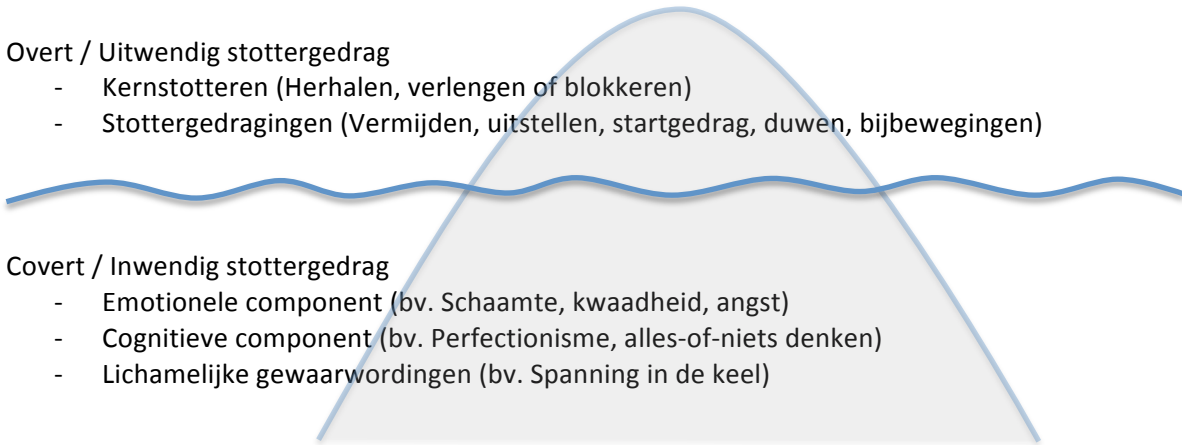 Overt / Uitwendig stottergedrag
- Kernstotteren (Herhalen, verlengen of blokkeren)
- Stottergedragingen (Vermijden, uitstellen, startgedrag, duwen, bijbewegingen)
Covert / Inwendig stottergedrag
- Emotionele component (bv. Schaamte, kwaadheid, angst)
- Cognitieve component (bv. Perfectionisme, alles-of-niets denken)
- Lichamelijke gewaarwordingen (bv. Spanning in de keel)